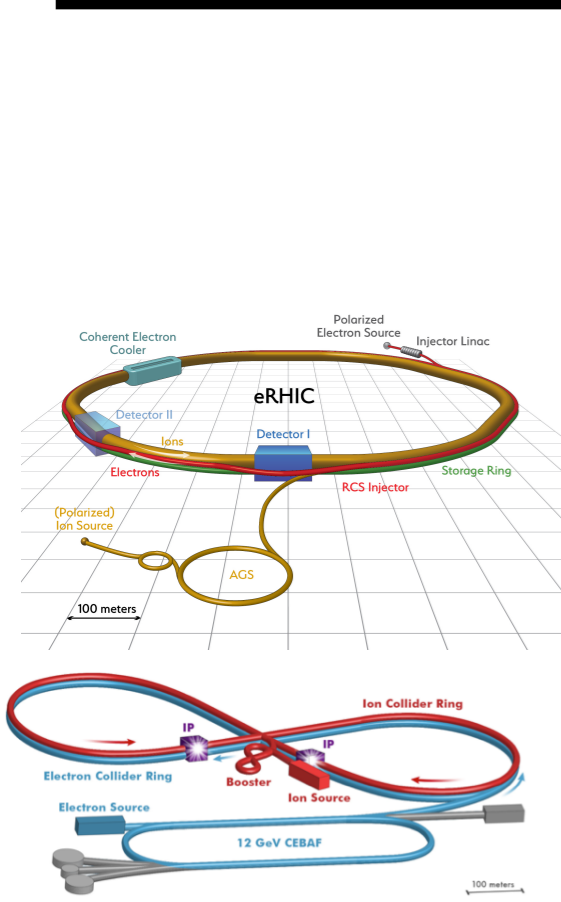 Polarized
Electron Source
Injector Linac
Coherent Electron
Cooler
eRHIC
Detector II
Detector I
Ions
Electrons
Storage Ring
RCS Injector
(Polarized)
Ion Source
AGS
100 meters
Ion Collider Ring
IP
IP
Electron Collider Ring
Booster
Ion Source
Electron Source
12 GeV CEBAF
100 meters